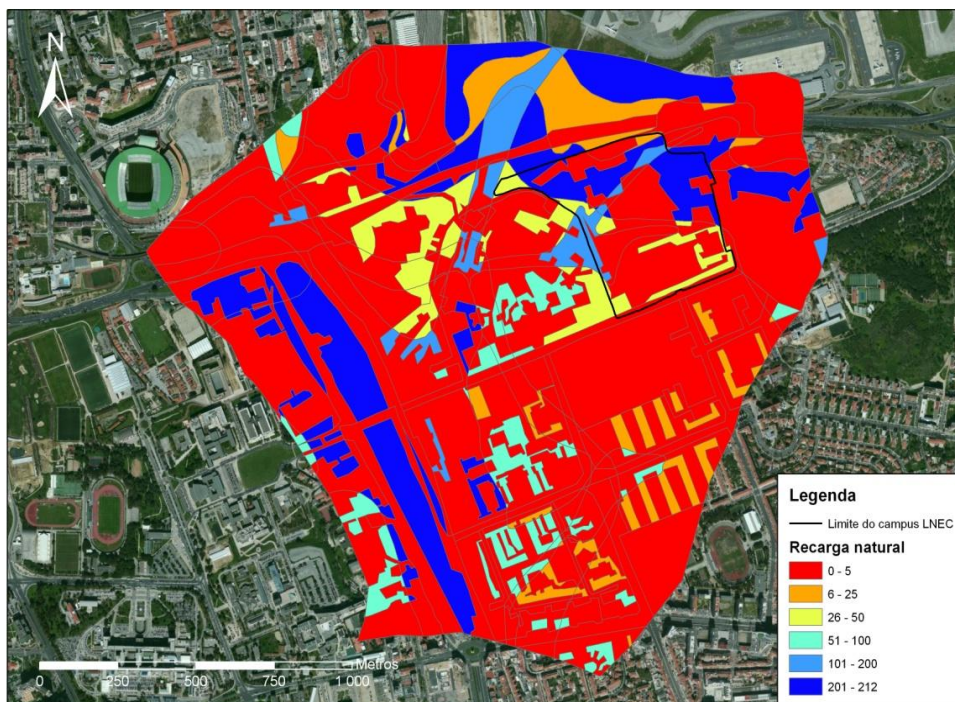 N
Legenda
Limite do campus LNEC
Recarga natural
0 - 5
6 - 25
26 - 50
51 - 100
101 - 200
201 - 212
Metros
0 250 500 1 000